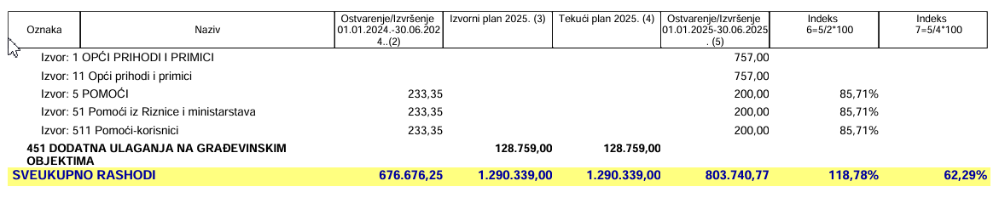 Oznaka Naziv Ostvarenje/Izvršenje 01.01.2024.-30.06.202 4..(2) Izvorni plan 2025. (3) Tekući plan 2025. (4) Ostvarenje/Izvršenje 01.01.2025-30.06.2025 . (5) Indeks 6=5/2*100 Indeks 7=5/4*100
Izvor: 1 OPĆI PRIHODI I PRIMICI 757,00
Izvor: 11 Opći prihodi i primici 757,00
Izvor: 5 POMOĆI 233,35 200,00 85,71%
Izvor: 51 Pomoći iz Riznice i ministarstava 233,35 200,00 85,71%
Izvor: 511 Pomoći-korisnici 233,35 200,00 85,71%
451 DODATNA ULAGANJA NA GRAĐEVINSKIM 128.759,00 128.759,00
OBJEKTIMA
SVEUKUPNO RASHODI 676.676,25 1.290.339,00 1.290.339,00 803.740,77 118,78% 62,29%